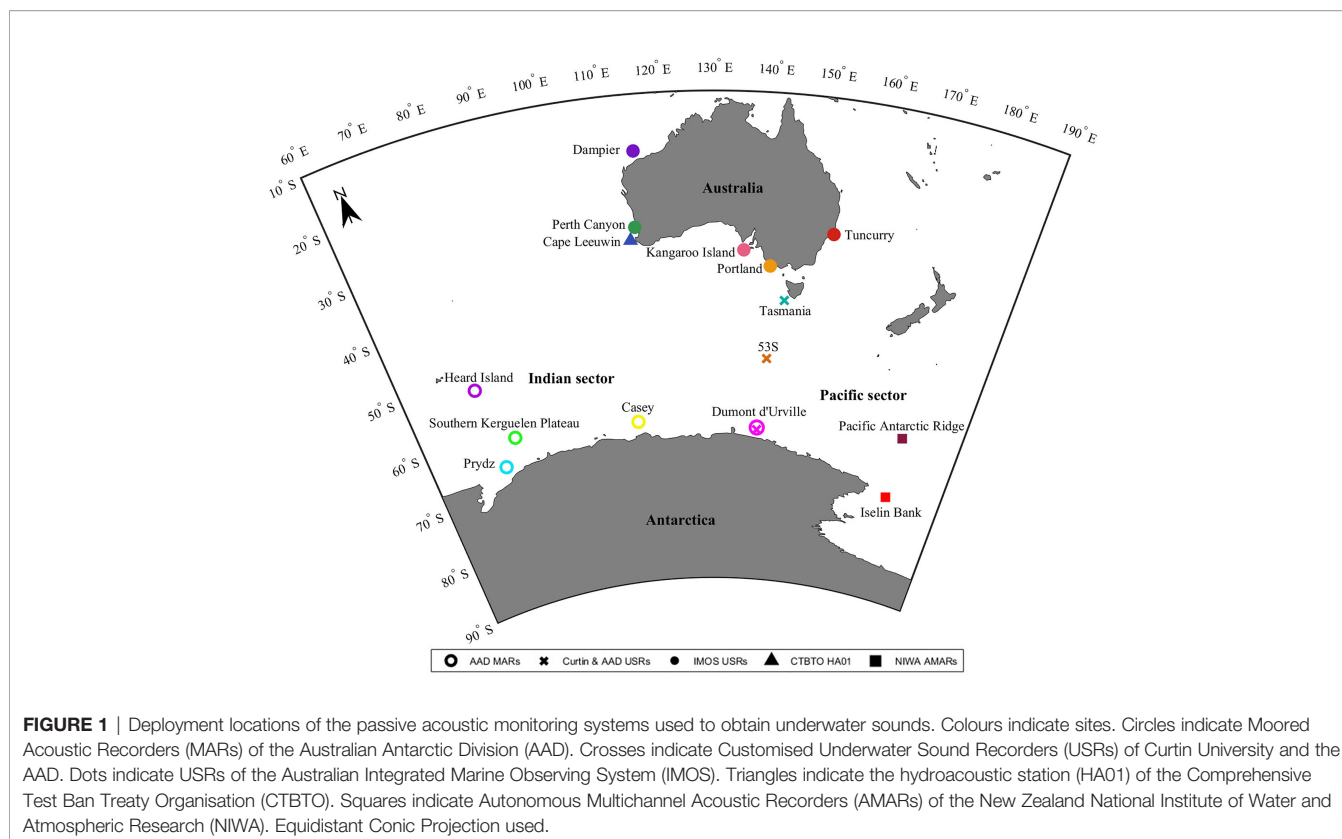 60° E
70° E
80° E
90° E
100° E
110° E
120° E
130° E
140° E
150° E
160° E
170° E
180° E
190° E
10° S
20° S
30° S
40° S
50° S
60° S
70° S
80° S
90° S
N
Dampier
Australia
Perth Canyon
Cape Leeuwin
Kangaroo Island
Portland
Tuncurry
Tasmania
53S
Heard Island
Indian sector
Pacific sector
Casey
Dumont d'Urville
Southern Kerguelen Plateau
Pacific Antarctic Ridge
Prydz
Iselin Bank
Antarctica
AAD MARs Curtin & AAD USRs IMOS USRs CTBTO HA01 NIWA AMARs
FIGURE 1 | Deployment locations of the passive acoustic monitoring systems used to obtain underwater sounds. Colours indicate sites. Circles indicate Moored
Acoustic Recorders (MARs) of the Australian Antarctic Division (AAD). Crosses indicate Customised Underwater Sound Recorders (USRs) of Curtin University and the
AAD. Dots indicate USRs of the Australian Integrated Marine Observing System (IMOS). Triangles indicate the hydroacoustic station (HA01) of the Comprehensive
Test Ban Treaty Organisation (CTBTO). Squares indicate Autonomous Multichannel Acoustic Recorders (AMARs) of the New Zealand National Institute of Water and
Atmospheric Research (NIWA). Equidistant Conic Projection used.